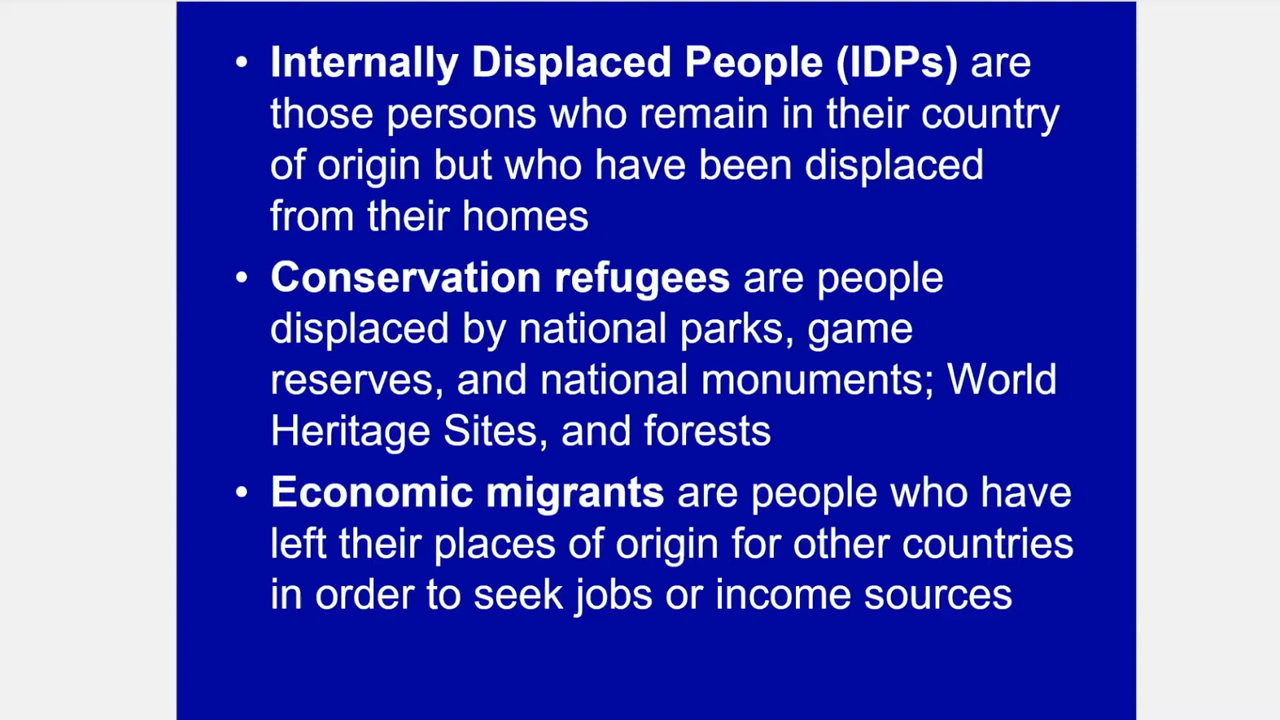 • Internally Displaced People (IDPs) are
those persons who remain in their country
of origin but who have been displaced
from their homes
• Conservation refugees are people
displaced by national parks, game
reserves, and national monuments; World
Heritage Sites, and forests
• Economic migrants are people who have
left their places of origin for other countries
in order to seek jobs or income sources